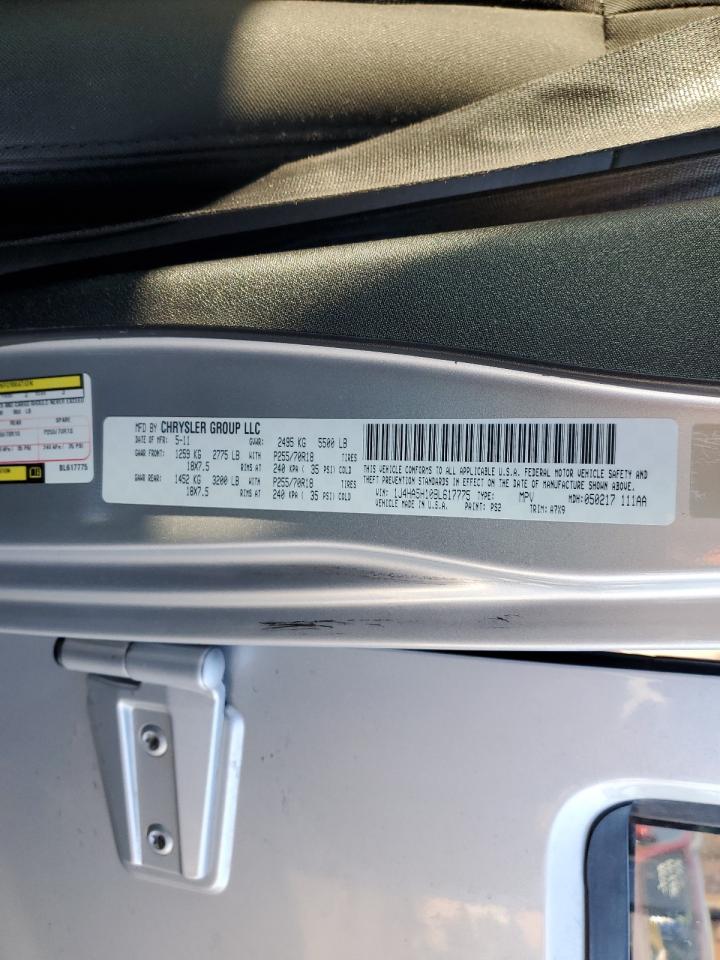 MFD BY CHRYSLER GROUP LLC
DATE OF MFR: 5-11 GVWR: 2495 KG 5500 LB
GAWR FRONT: 1259 KG 2775 LB WITH P255/70R18 TIRES
18X7.5 RIMS AT 240 KPA ( 35 PSI) COLD
GAWR REAR: 1452 KG 3200 LB WITH P255/70R18 TIRES
18X7.5 RIMS AT 240 KPA ( 35 PSI) COLD
THIS VEHICLE CONFORMS TO ALL APPLICABLE U.S.A. FEDERAL MOTOR VEHICLE SAFETY AND
THEFT PREVENTION STANDARDS IN EFFECT ON THE DATE OF MANUFACTURE SHOWN ABOVE.
VIN: 1J4HA5H10BL617775 TYPE: MPV MDH: 050217 111AA
VEHICLE MADE IN U.S.A. PAINT: PS2 TRIM: A7X9
REAR SPARE
BL617775